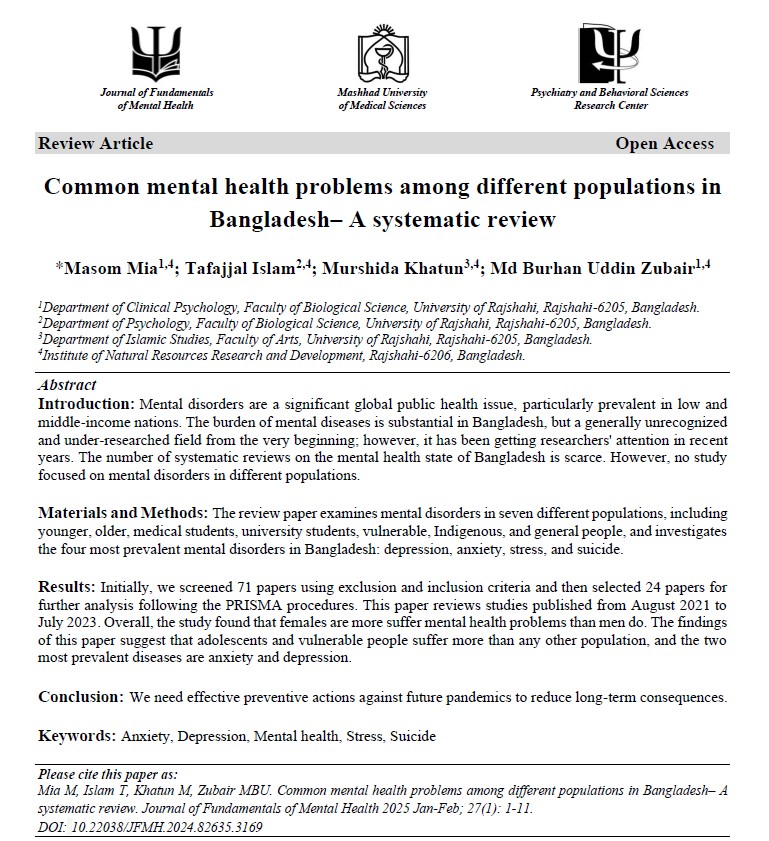 Journal of Fundamentals
of Mental Health
Mashhad University
of Medical Sciences
Psychiatry and Behavioral Sciences
Research Center
Review Article Open Access
Common mental health problems among different populations in
Bangladesh– A systematic review
*Masom Mia1,4; Tafajjal Islam2,4; Murshida Khatun3,4; Md Burhan Uddin Zubair1,4
1Department of Clinical Psychology, Faculty of Biological Science, University of Rajshahi, Rajshahi-6205, Bangladesh.
2Department of Psychology, Faculty of Biological Science, University of Rajshahi, Rajshahi-6205, Bangladesh.
3Department of Islamic Studies, Faculty of Arts, University of Rajshahi, Rajshahi-6205, Bangladesh.
4Institute of Natural Resources Research and Development, Rajshahi-6206, Bangladesh.
Abstract
Introduction: Mental disorders are a significant global public health issue, particularly prevalent in low and
middle-income nations. The burden of mental diseases is substantial in Bangladesh, but a generally unrecognized
and under-researched field from the very beginning; however, it has been getting researchers' attention in recent
years. The number of systematic reviews on the mental health state of Bangladesh is scarce. However, no study
focused on mental disorders in different populations.
Materials and Methods: The review paper examines mental disorders in seven different populations, including
younger, older, medical students, university students, vulnerable, Indigenous, and general people, and investigates
the four most prevalent mental disorders in Bangladesh: depression, anxiety, stress, and suicide.
Results: Initially, we screened 71 papers using exclusion and inclusion criteria and then selected 24 papers for
further analysis following the PRISMA procedures. This paper reviews studies published from August 2021 to
July 2023. Overall, the study found that females are more suffer mental health problems than men do. The findings
of this paper suggest that adolescents and vulnerable people suffer more than any other population, and the two
most prevalent diseases are anxiety and depression.
Conclusion: We need effective preventive actions against future pandemics to reduce long-term consequences.
Keywords: Anxiety, Depression, Mental health, Stress, Suicide
Please cite this paper as:
Mia M, Islam T, Khatun M, Zubair MBU. Common mental health problems among different populations in Bangladesh– A
systematic review. Journal of Fundamentals of Mental Health 2025 Jan-Feb; 27(1): 1-11.
DOI: 10.22038/JFMH.2024.82635.3169